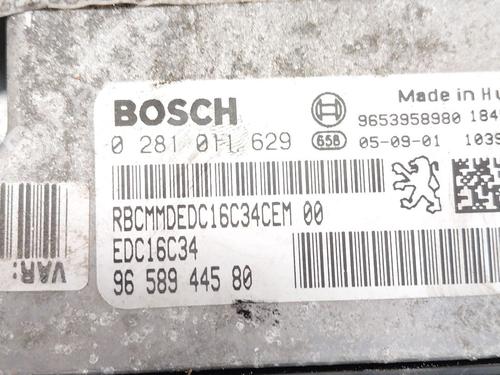 BOSCH
Made in Hu
9653958980 184
0 281 011 629
658
05-09-01 1039
RBCMMDEDC16C34CEM 00
EDC16C34
96 589 445 80
VAR: